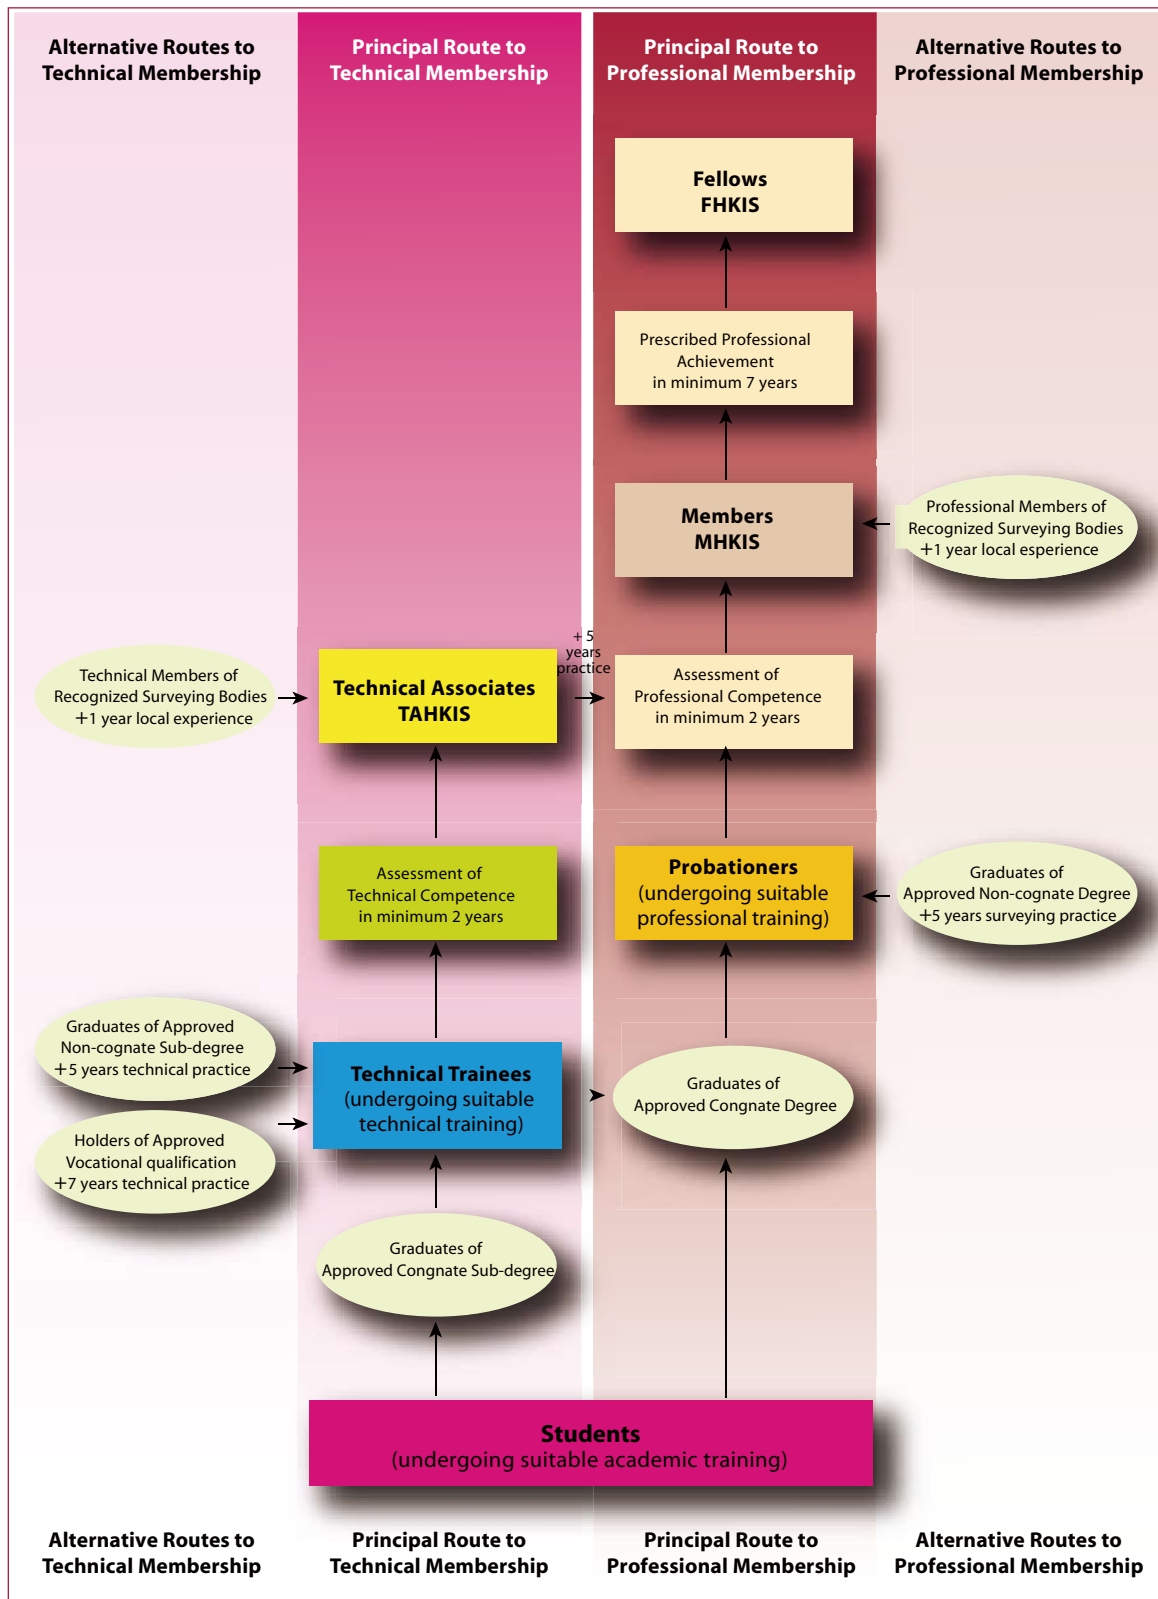 Alternative Routes to
Technical Membership
Principal Route to
Technical Membership
Principal Route to
Professional Membership
Alternative Routes to
Professional Membership
Fellows
FHKIS
Prescribed Professional
Achievement
in minimum 7 years
Members
MHKIS
Professional Members of
Recognized Surveying Bodies
+1 year local esperience
Technical Members of
Recognized Surveying Bodies
+1 year local experience
Technical Associates
TAHKIS
+ 5
years
practice
Assessment of
Professional Competence
in minimum 2 years
Assessment of
Technical Competence
in minimum 2 years
Probationers
(undergoing suitable
professional training)
Graduates of
Approved Non-cognate Degree
+5 years surveying practice
Graduates of Approved
Non-cognate Sub-degree
+5 years technical practice
Holders of Approved
Vocational qualification
+7 years technical practice
Technical Trainees
(undergoing suitable
technical training)
Graduates of
Approved Congnate Degree
Graduates of
Approved Congnate Sub-degree
Students
(undergoing suitable academic training)
Alternative Routes to
Technical Membership
Principal Route to
Technical Membership
Principal Route to
Professional Membership
Alternative Routes to
Professional Membership